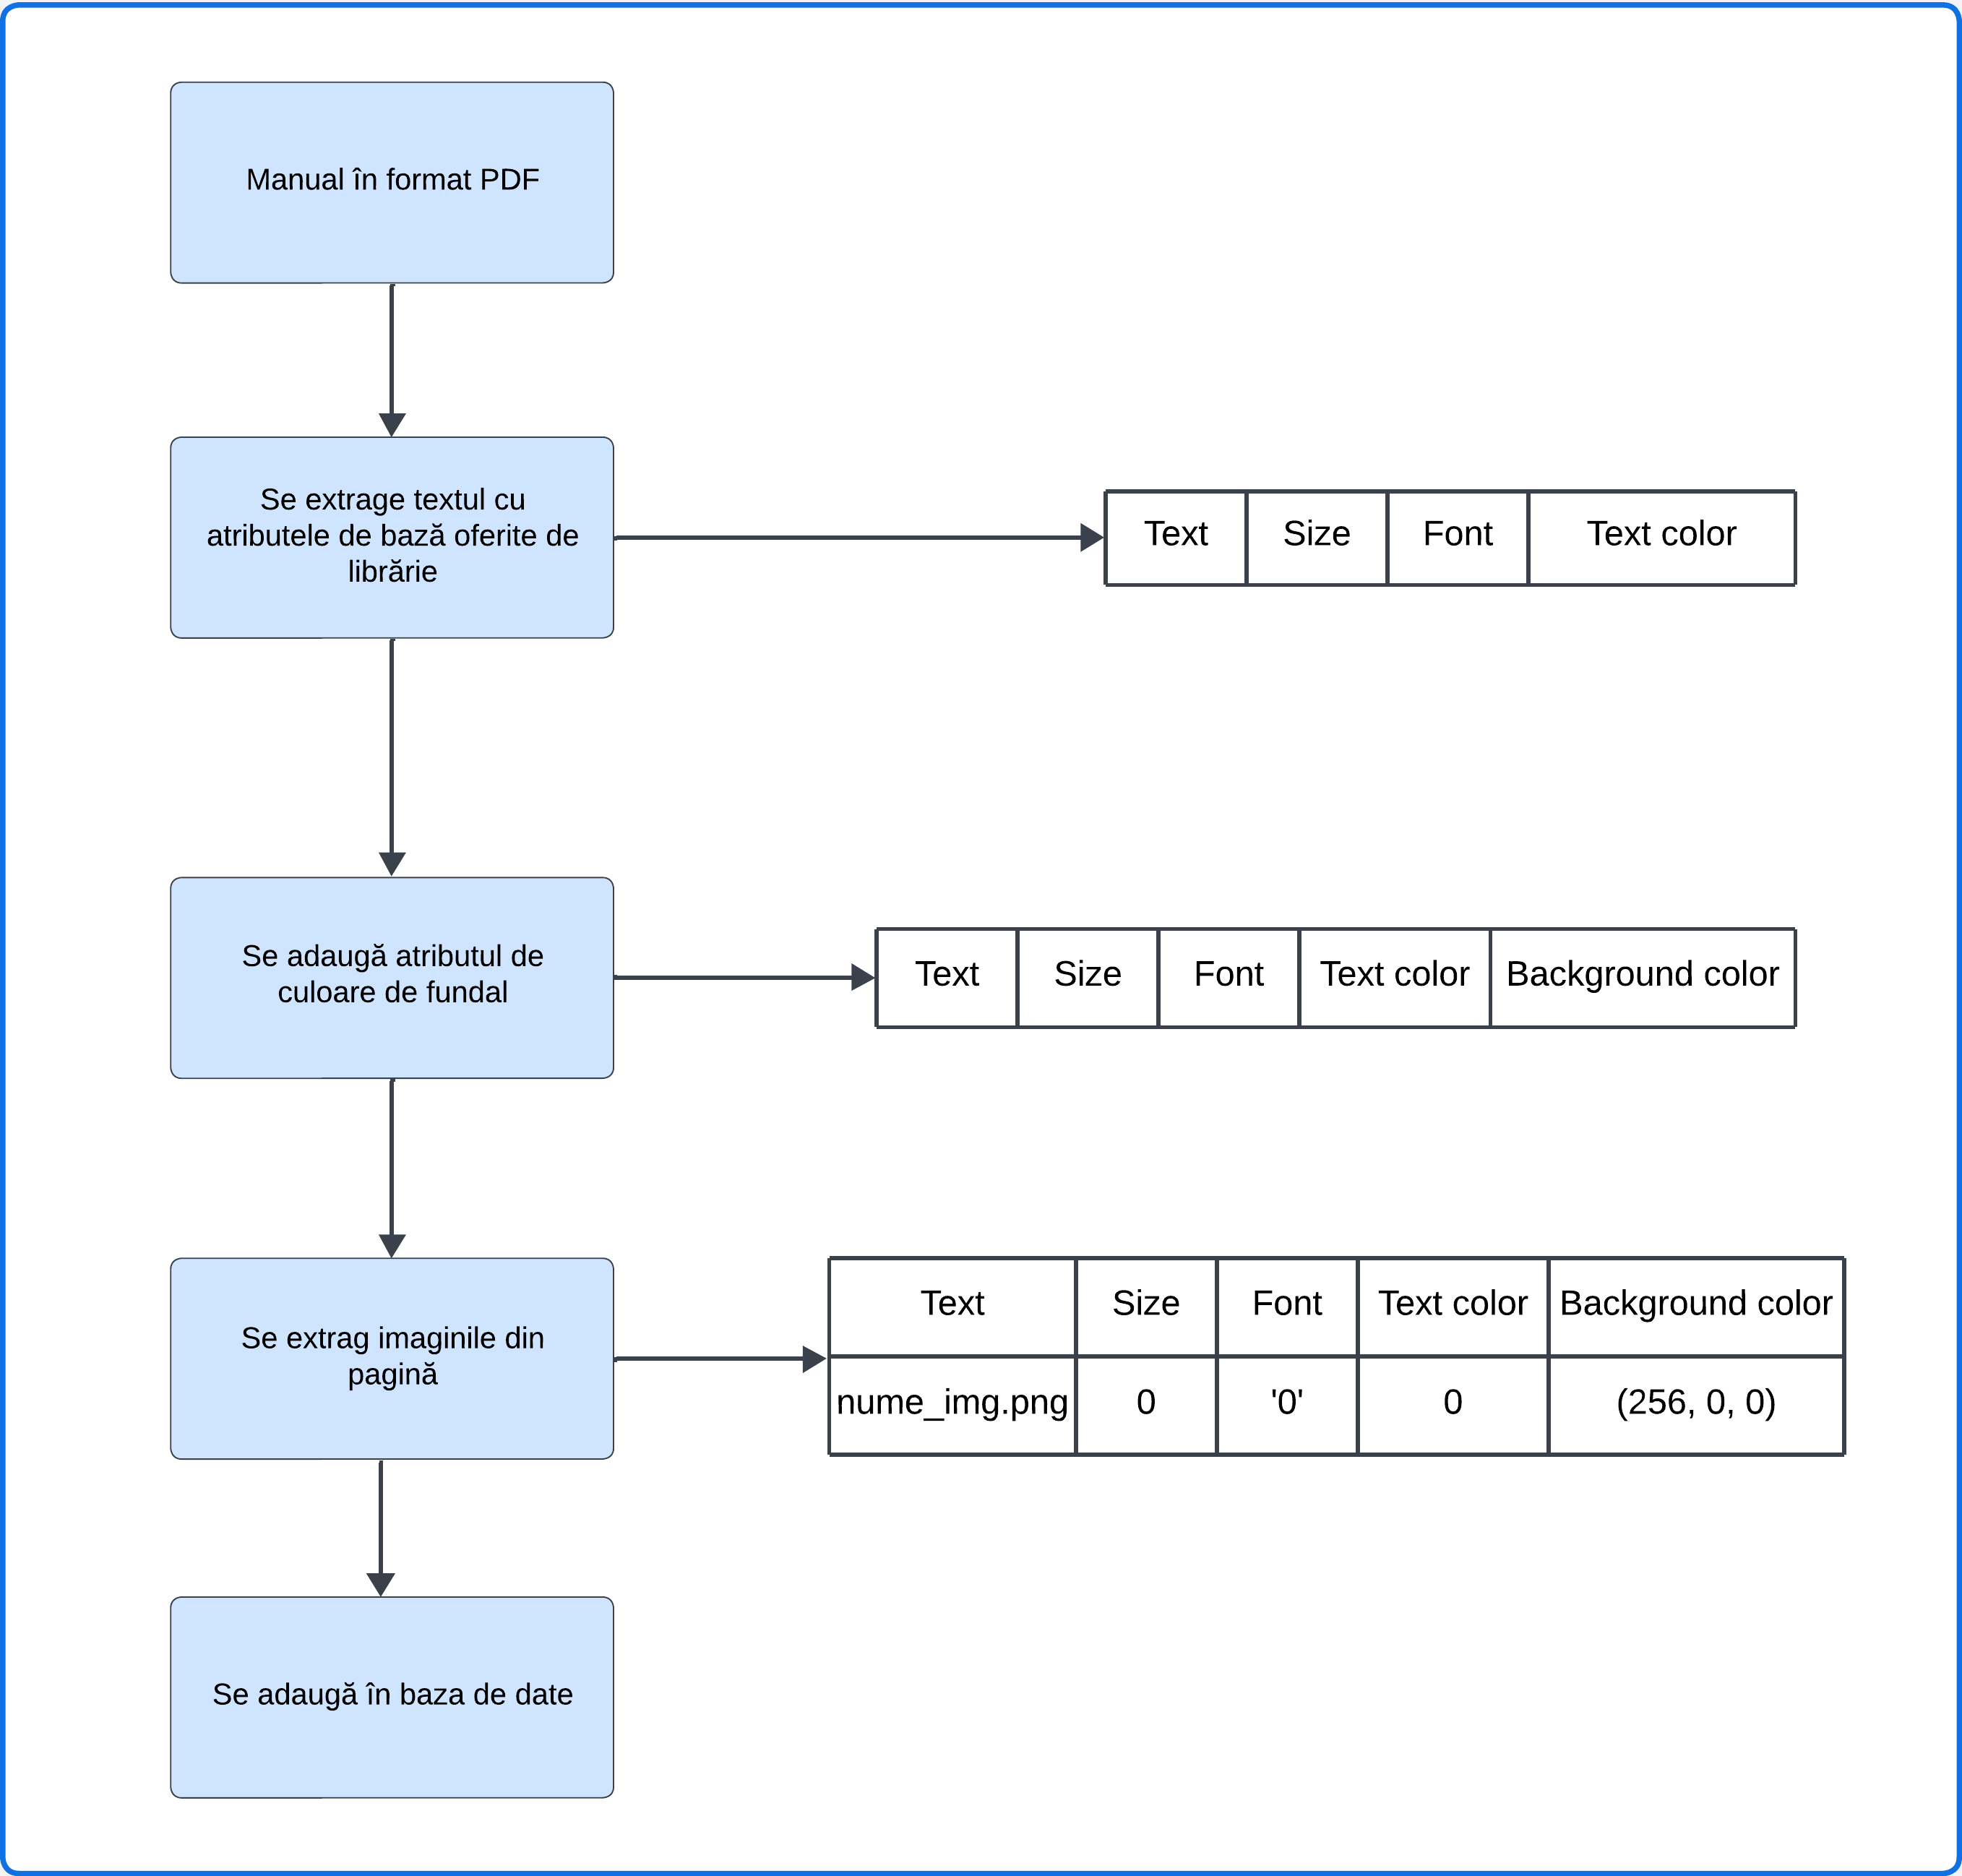 Manual în format PDF
Se extrage textul cu
atributele de bază oferite de
librărie
Text Size Font Text color
Se adaugă atributul de
culoare de fundal
Text Size Font Text color Background color
Se extrag imaginile din
pagină
Text Size Font Text color Background color
nume_img.png 0 '0' 0 (256, 0, 0)
Se adaugă în baza de date